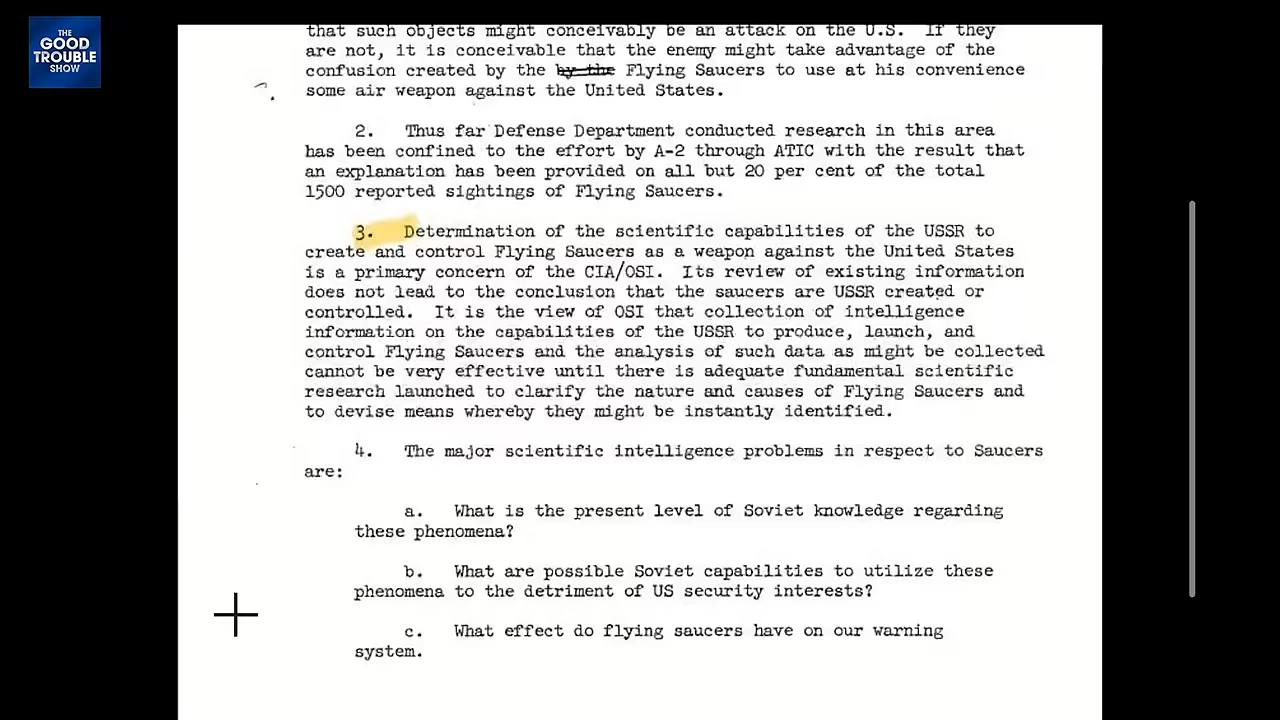 THE
GOOD
TROUBLE
SHOW
that such objects might conceivably be an attack on the U.S. If they
are not, it is conceivable that the enemy might take advantage of the
confusion created by the by the Flying Saucers to use at his convenience
some air weapon against the United States.
2. Thus far Defense Department conducted research in this area
has been confined to the effort by A-2 through ATIC with the result that
an explanation has been provided on all but 20 per cent of the total
1500 reported sightings of Flying Saucers.
3. Determination of the scientific capabilities of the USSR to
create and control Flying Saucers as a weapon against the United States
is a primary concern of the CIA/OSI. Its review of existing information
does not lead to the conclusion that the saucers are USSR created or
controlled. It is the view of OSI that collection of intelligence
information on the capabilities of the USSR to produce, launch, and
control Flying Saucers and the analysis of such data as might be collected
cannot be very effective until there is adequate fundamental scientific
research launched to clarify the nature and causes of Flying Saucers and
to devise means whereby they might be instantly identified.
4. The major scientific intelligence problems in respect to Saucers
are:
a. What is the present level of Soviet knowledge regarding
these phenomena?
b. What are possible Soviet capabilities to utilize these
phenomena to the detriment of US security interests?
c. What effect do flying saucers have on our warning
system.